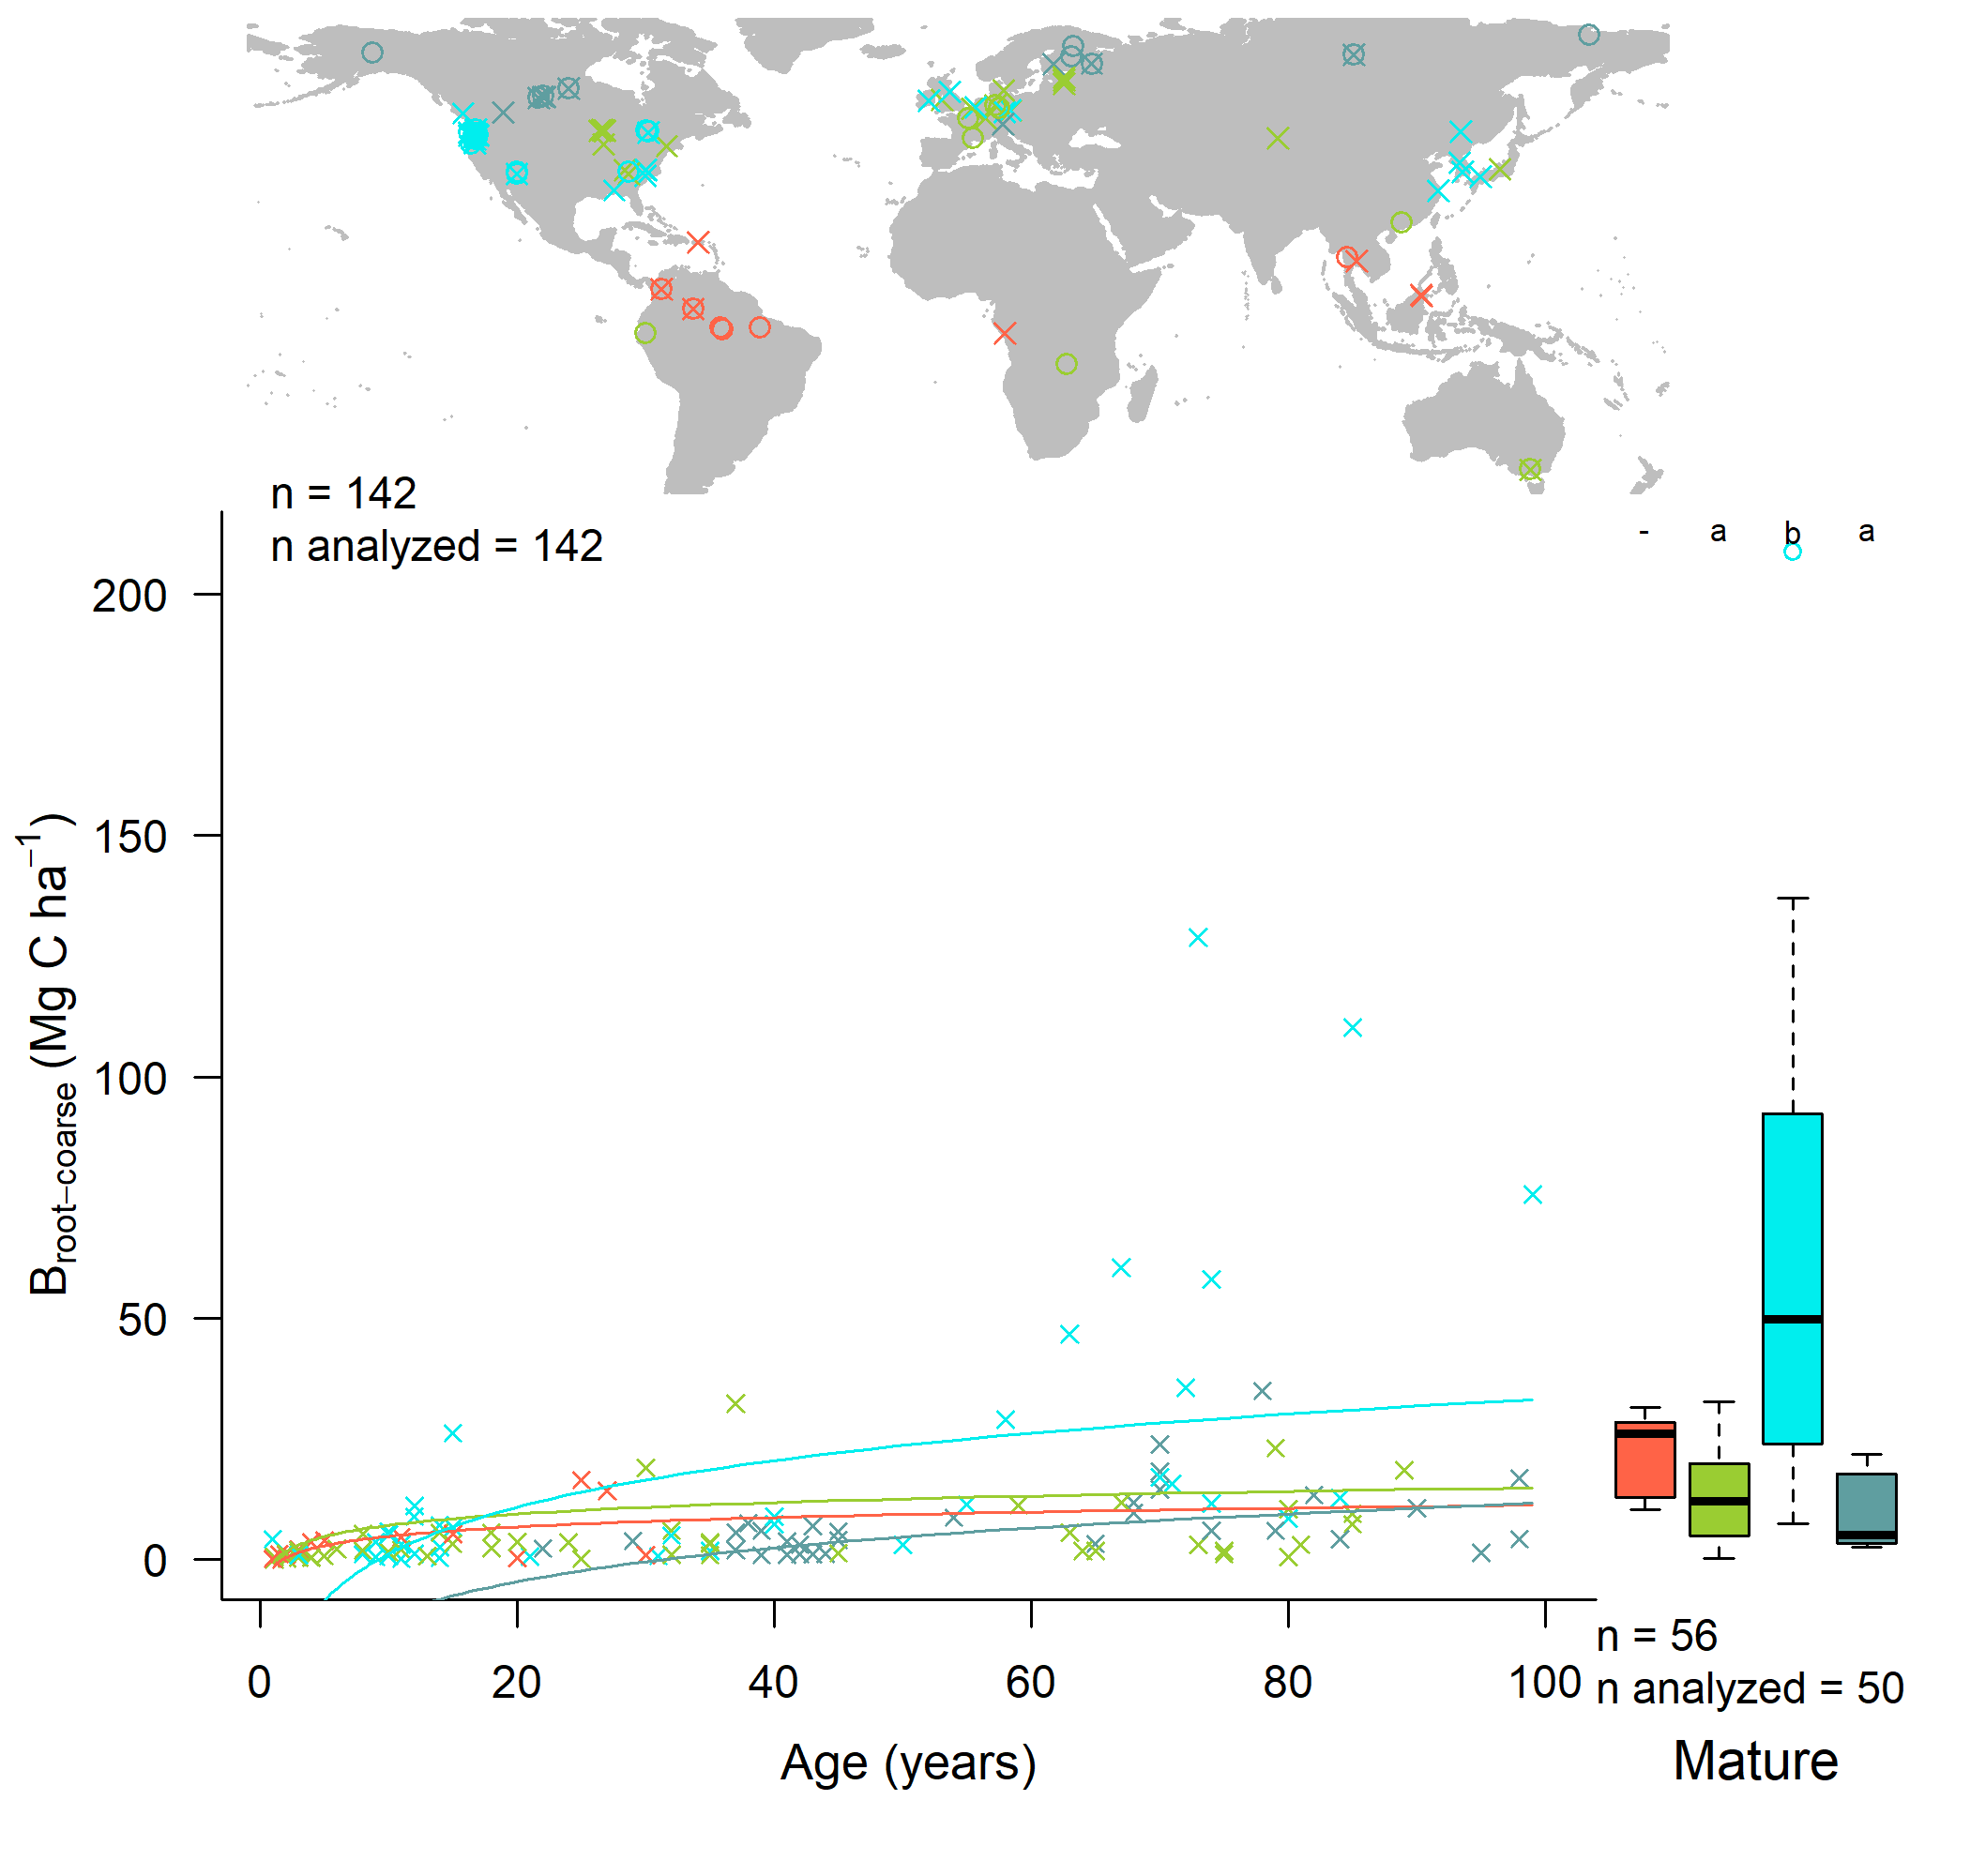 n = 142
n analyzed = 142
- a b a
200
150
100
50
0
B root−coarse (Mg C ha −1)
0 20 40 60 80 100
n = 56
n analyzed = 50
Age (years)
Mature